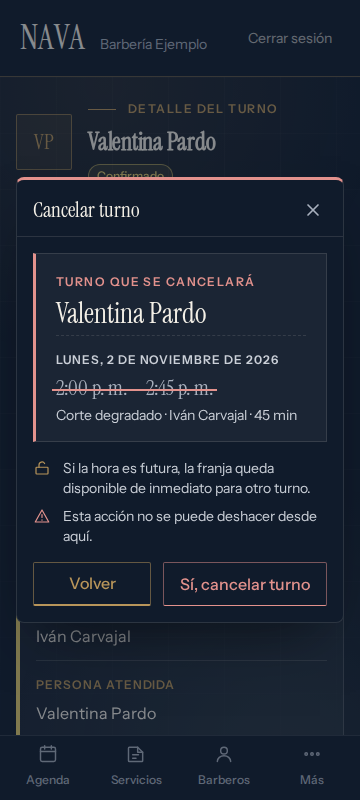 NAVA Barbería Ejemplo Cerrar sesión
DETALLE DEL TURNO
VP
Valentina Pardo
Confirmado
Cancelar turno
TURNO QUE SE CANCELARÁ
Valentina Pardo
LUNES, 2 DE NOVIEMBRE DE 2026
2:00 p. m. – 2:45 p. m.
Corte degradado · Iván Carvajal · 45 min
Si la hora es futura, la franja queda
disponible de inmediato para otro turno.
Esta acción no se puede deshacer desde
aquí.
Volver
Sí, cancelar turno
Iván Carvajal
PERSONA ATENDIDA
Valentina Pardo
Agenda Servicios Barberos Más